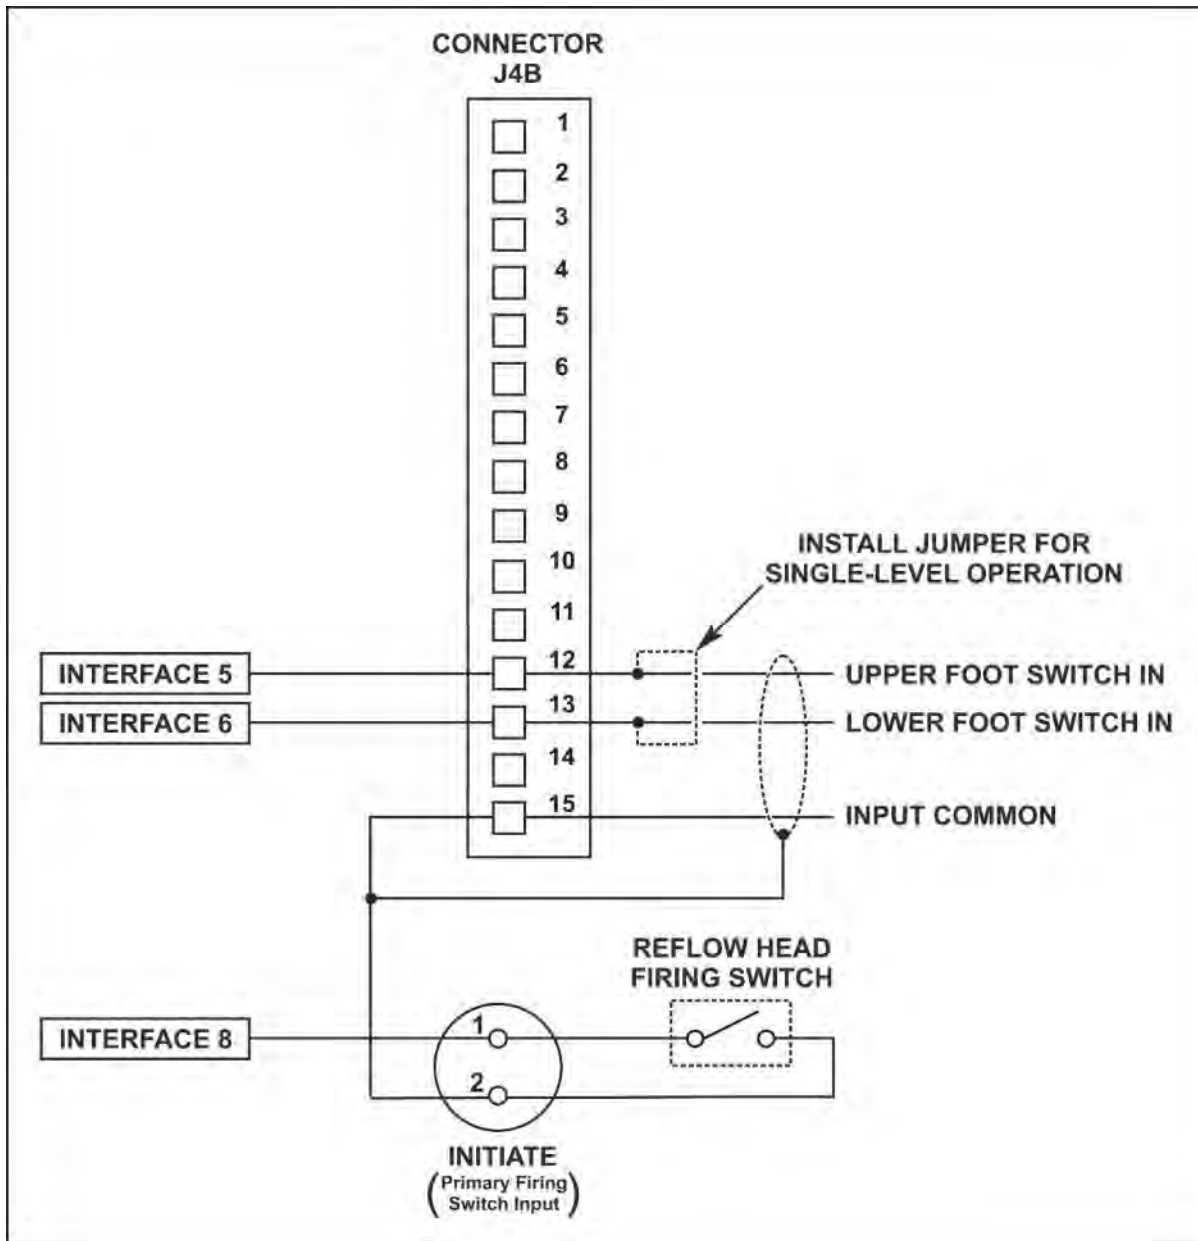 CONNECTOR
J4B
1
2
3
4
5
6
7
8
9
10
11
12
13
14
15
INSTALL JUMPER FOR
SINGLE-LEVEL OPERATION
INTERFACE 5
UPPER FOOT SWITCH IN
INTERFACE 6
LOWER FOOT SWITCH IN
INPUT COMMON
REFLOW HEAD
FIRING SWITCH
INTERFACE 8
1
2
INITIATE
(Primary Firing
Switch Input)